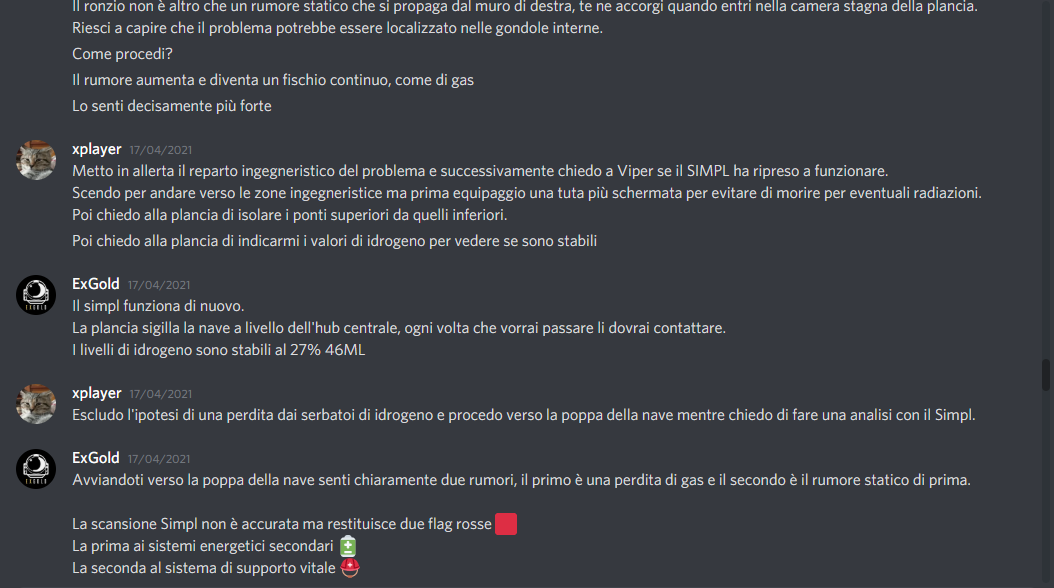 Il ronzio non è altro che un rumore statico che si propaga dal muro di destra, te ne accorgi quando entri nella camera stagna della plancia.
Riesci a capire che il problema potrebbe essere localizzato nelle gondole interne.
Come procedi?
Il rumore aumenta e diventa un fischio continuo, come di gas
Lo senti decisamente più forte
xplayer 17/04/2021
Metto in allerta il reparto ingegneristico del problema e successivamente chiedo a Viper se il SIMPL ha ripreso a funzionare.
Scendo per andare verso le zone ingegneristice ma prima equipaggio una tuta più schermata per evitare di morire per eventuali radiazioni.
Poi chiedo alla plancia di isolare i ponti superiori da quelli inferiori.
Poi chiedo alla plancia di indicarmi i valori di idrogeno per vedere se sono stabili
ExGold 17/04/2021
Il simpl funziona di nuovo.
La plancia sigilla la nave a livello dell'hub centrale, ogni volta che vorrai passare li dovrai contattare.
I livelli di idrogeno sono stabili al 27% 46ML
xplayer 17/04/2021
Escludo l'ipotesi di una perdita dai serbatoi di idrogeno e procedo verso la poppa della nave mentre chiedo di fare una analisi con il Simpl.
ExGold 17/04/2021
Avviandoti verso la poppa della nave senti chiaramente due rumori, il primo è una perdita di gas e il secondo è il rumore statico di prima.
La scansione Simpl non è accurata ma restituisce due flag rosse
La prima ai sistemi energetici secondari
La seconda al sistema di supporto vitale